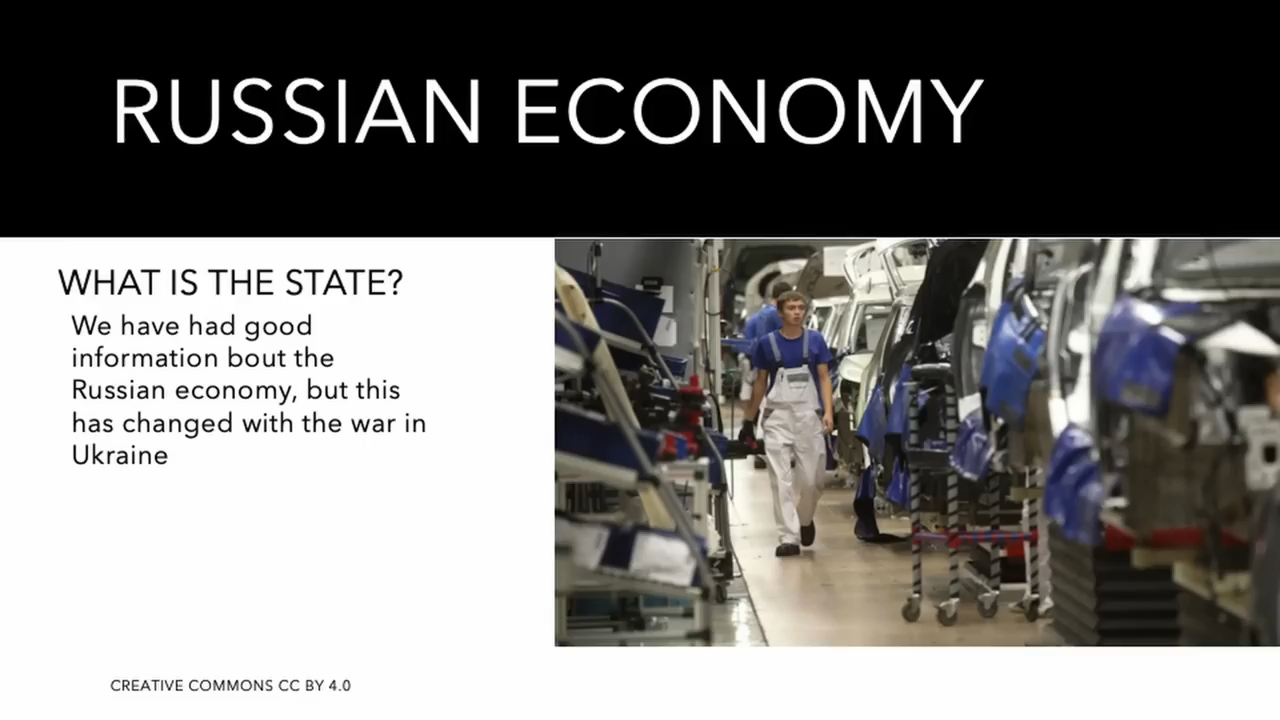 RUSSIAN ECONOMY
WHAT IS THE STATE?
We have had good
information bout the
Russian economy, but this
has changed with the war in
Ukraine
CREATIVE COMMONS CC BY 4.0